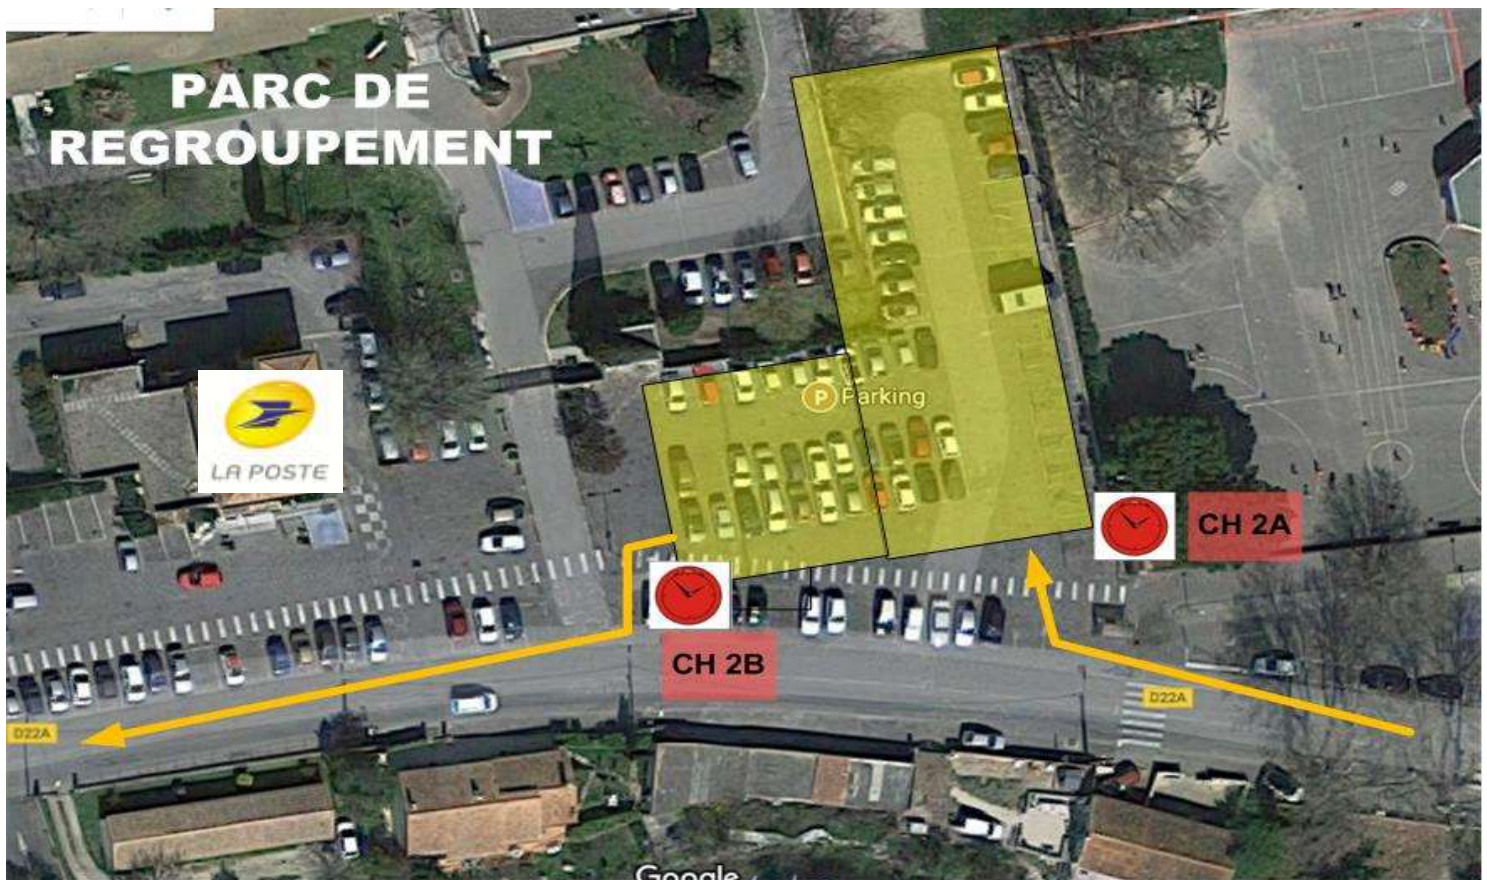 PARC DE
REGROUPEMENT
LA POSTE
P Parking
CH 2A
CH 2B
D22A
D22A
Google